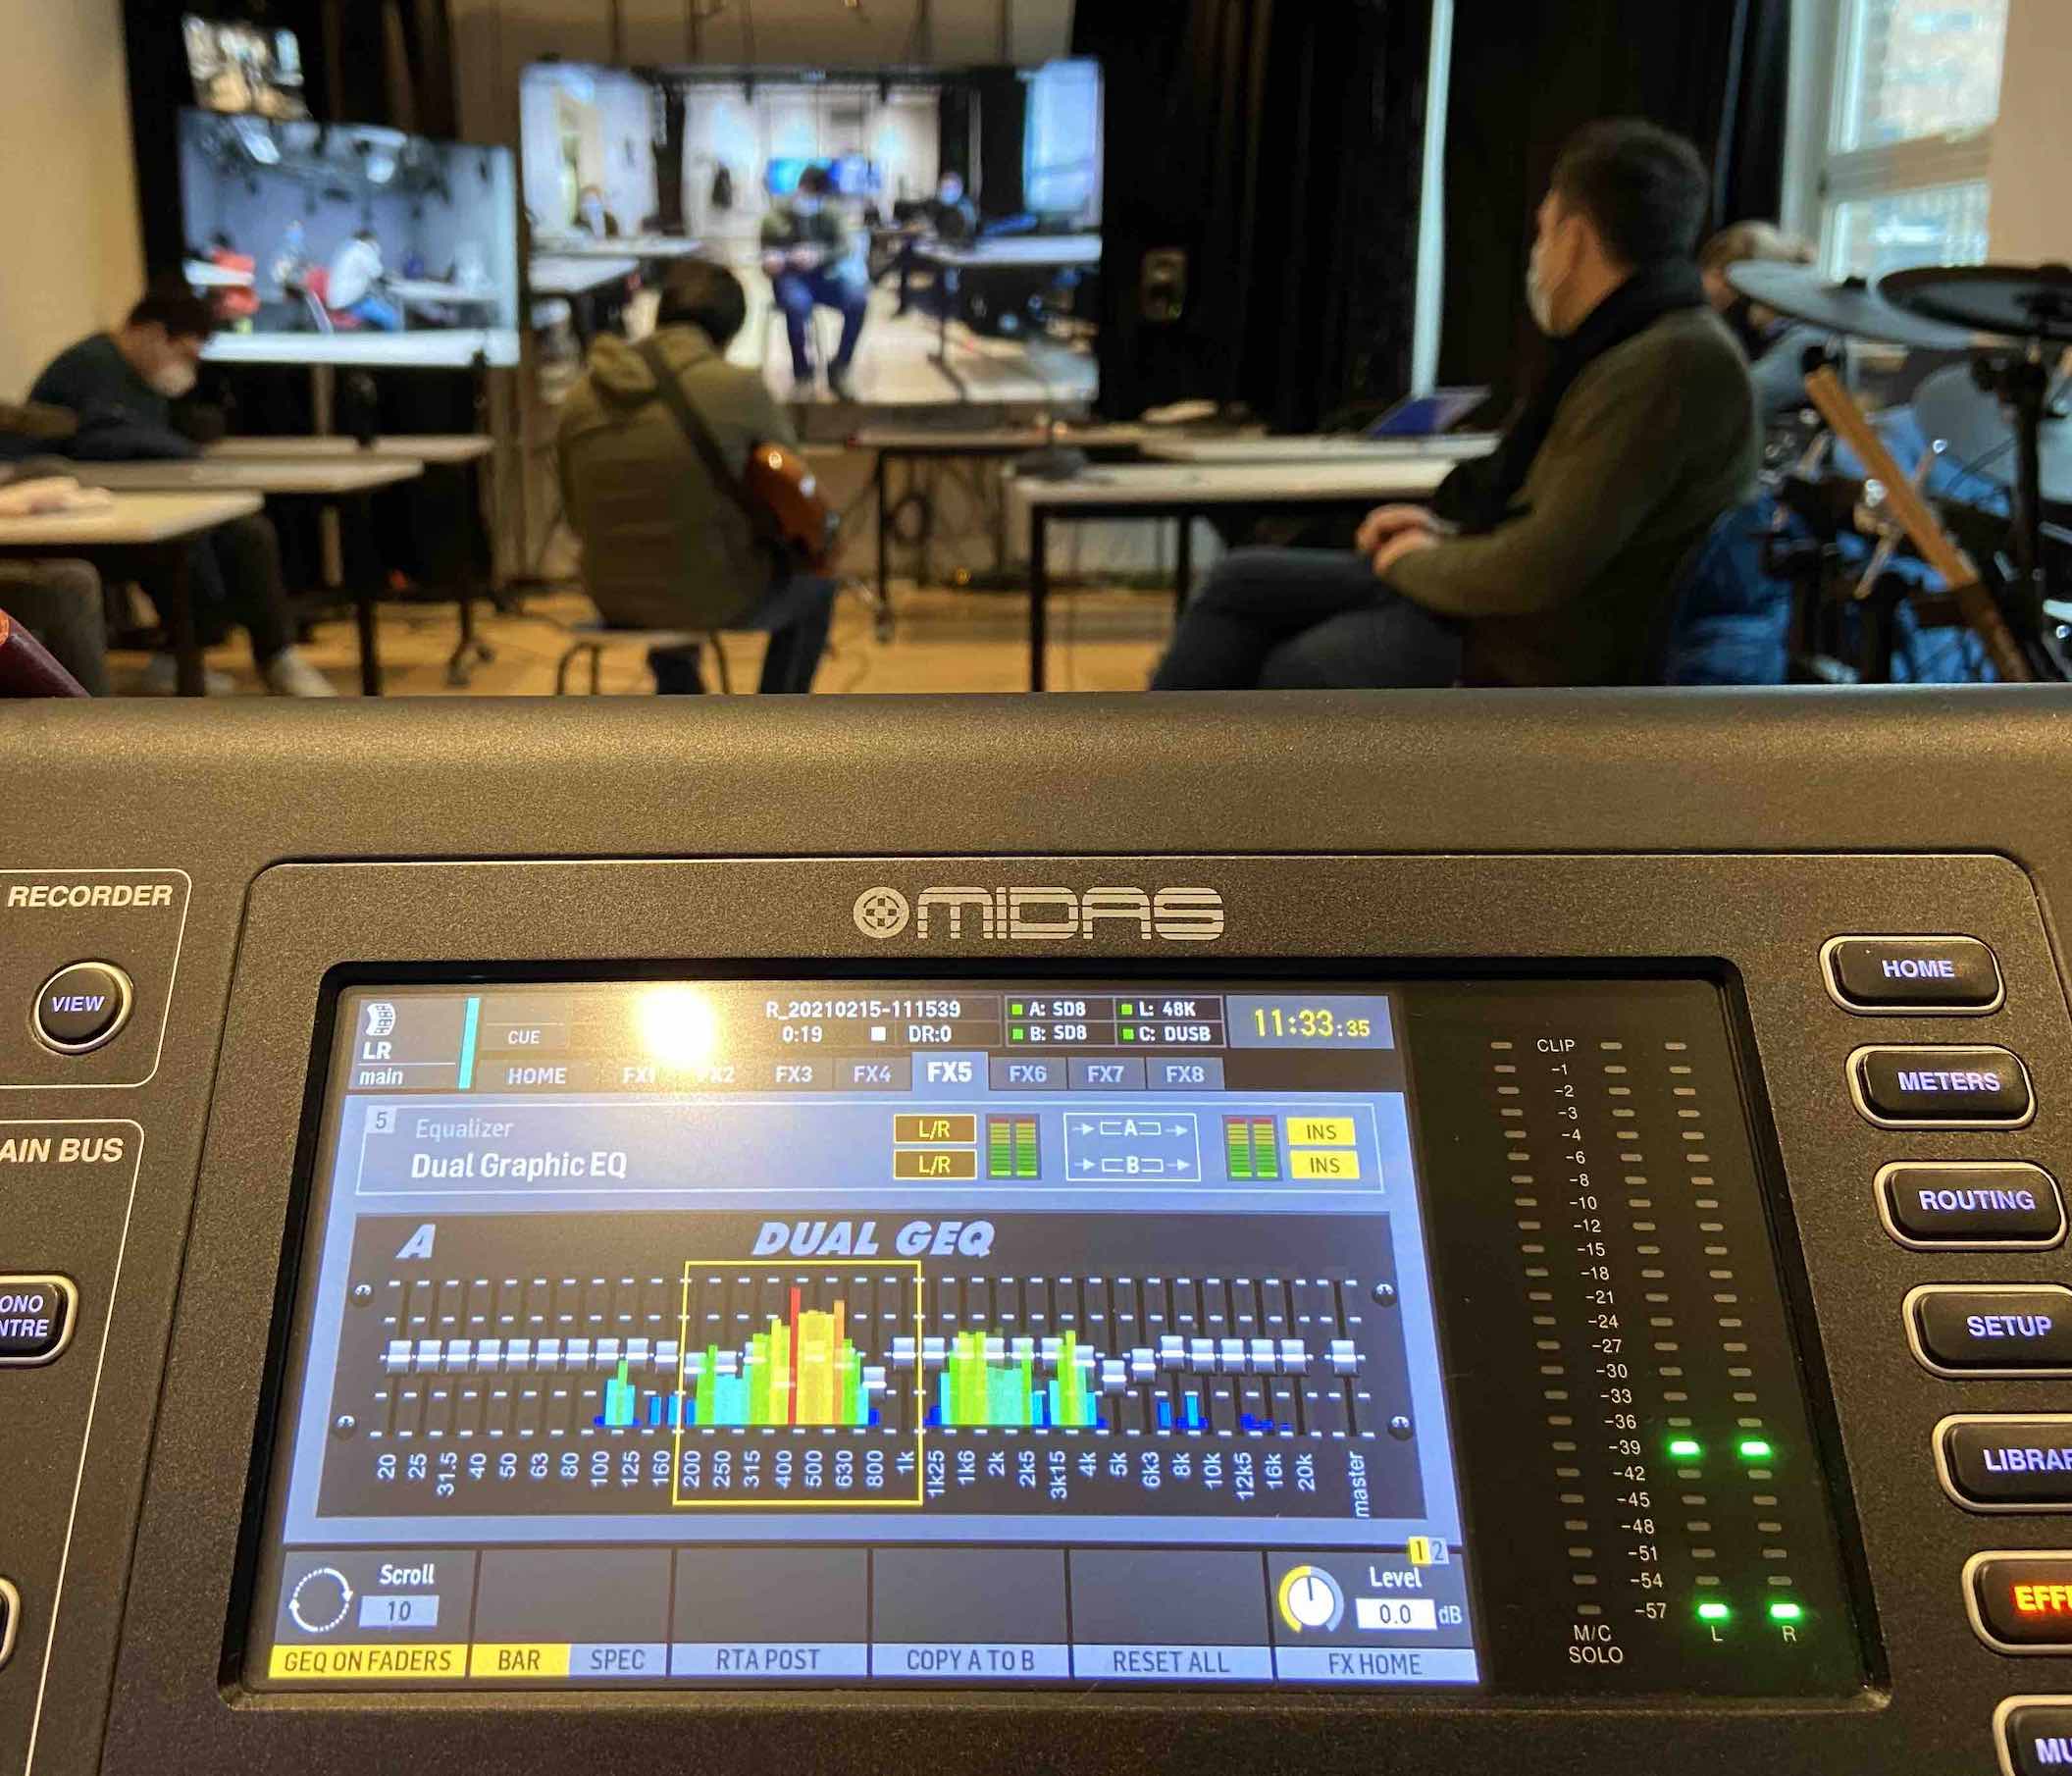 RECORDER
VIEW
AIN BUS
ONO
NTRE
MIDAS
LR
main
CUE
R_20210215-111539
0:19 DR:0
A: SD8 L: 48K
B: SD8 C: DUSB
11:33:35
HOME FX1 FX2 FX3 FX4 FX5 FX6 FX7 FX8
5 Equalizer
Dual Graphic EQ
L/R
L/R
A
B
INS
INS
A DUAL GEQ
20 25 31.5 40 50 63 80 100 125 160 200 250 315 400 500 630 800 1k 1k25 1k6 2k 2k5 3k15 4k 5k 6k3 8k 10k 12k5 16k 20k master
1 2
Scroll
10
Level
0.0 dB
GEQ ON FADERS BAR SPEC RTA POST COPY A TO B RESET ALL FX HOME
CLIP
-1
-2
-3
-4
-6
-8
-10
-12
-15
-18
-21
-24
-27
-30
-33
-36
-39
-42
-45
-48
-51
-54
-57
M/C
SOLO
L R
HOME
METERS
ROUTING
SETUP
LIBRAR
EFFE
MU